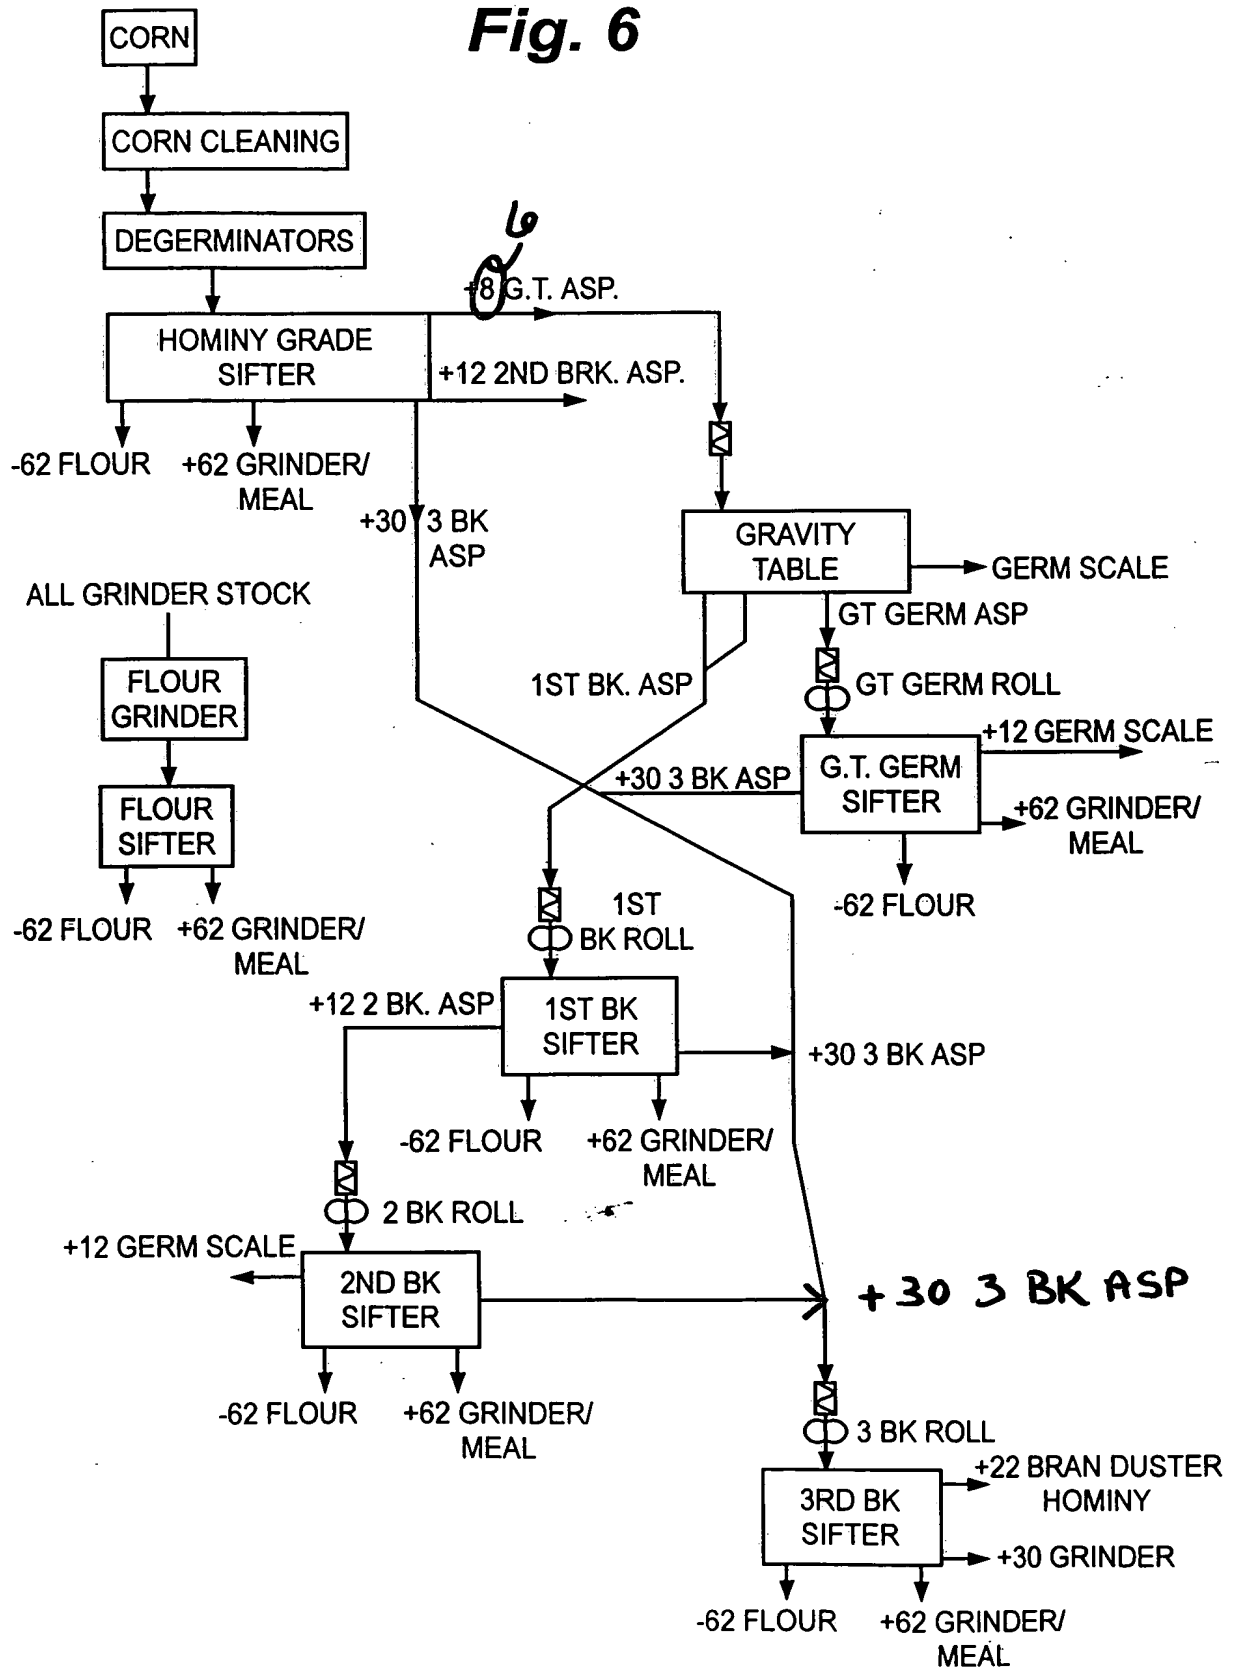 Fig. 6
CORN
CORN CLEANING
DEGERMINATORS
6
+8 G.T. ASP.
HOMINY GRADE
SIFTER
+12 2ND BRK. ASP.
-62 FLOUR
+62 GRINDER/
MEAL
+30 3 BK
ASP
GRAVITY
TABLE
GERM SCALE
ALL GRINDER STOCK
GT GERM ASP
FLOUR
GRINDER
1ST BK. ASP
GT GERM ROLL
+12 GERM SCALE
G.T. GERM
SIFTER
+30 3 BK ASP
+62 GRINDER/
MEAL
FLOUR
SIFTER
-62 FLOUR
-62 FLOUR
+62 GRINDER/
MEAL
1ST
BK ROLL
+12 2 BK. ASP
1ST BK
SIFTER
+30 3 BK ASP
-62 FLOUR
+62 GRINDER/
MEAL
2 BK ROLL
+12 GERM SCALE
2ND BK
SIFTER
+30 3 BK ASP
-62 FLOUR
+62 GRINDER/
MEAL
3 BK ROLL
+22 BRAN DUSTER
HOMINY
3RD BK
SIFTER
+30 GRINDER
-62 FLOUR
+62 GRINDER/
MEAL